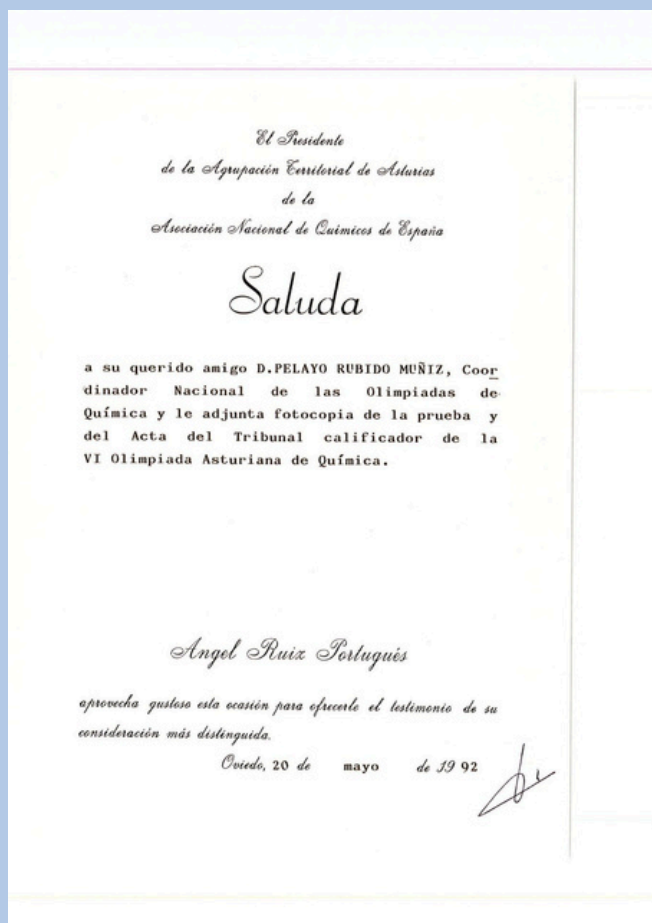 El Presidente
de la Agrupación Territorial de Asturias
de la
Asociación Nacional de Químicos de España
Saluda
a su querido amigo D.PELAYO RUBIDO MUÑIZ, Coor
dinador Nacional de las Olimpiadas de
Química y le adjunta fotocopia de la prueba y
del Acta del Tribunal calificador de la
VI Olimpiada Asturiana de Química.
Angel Ruiz Portugués
aprovecha gustoso esta ocasión para ofrecerle el testimonio de su
consideración más distinguida.
Oviedo, 20 de mayo de 19 92